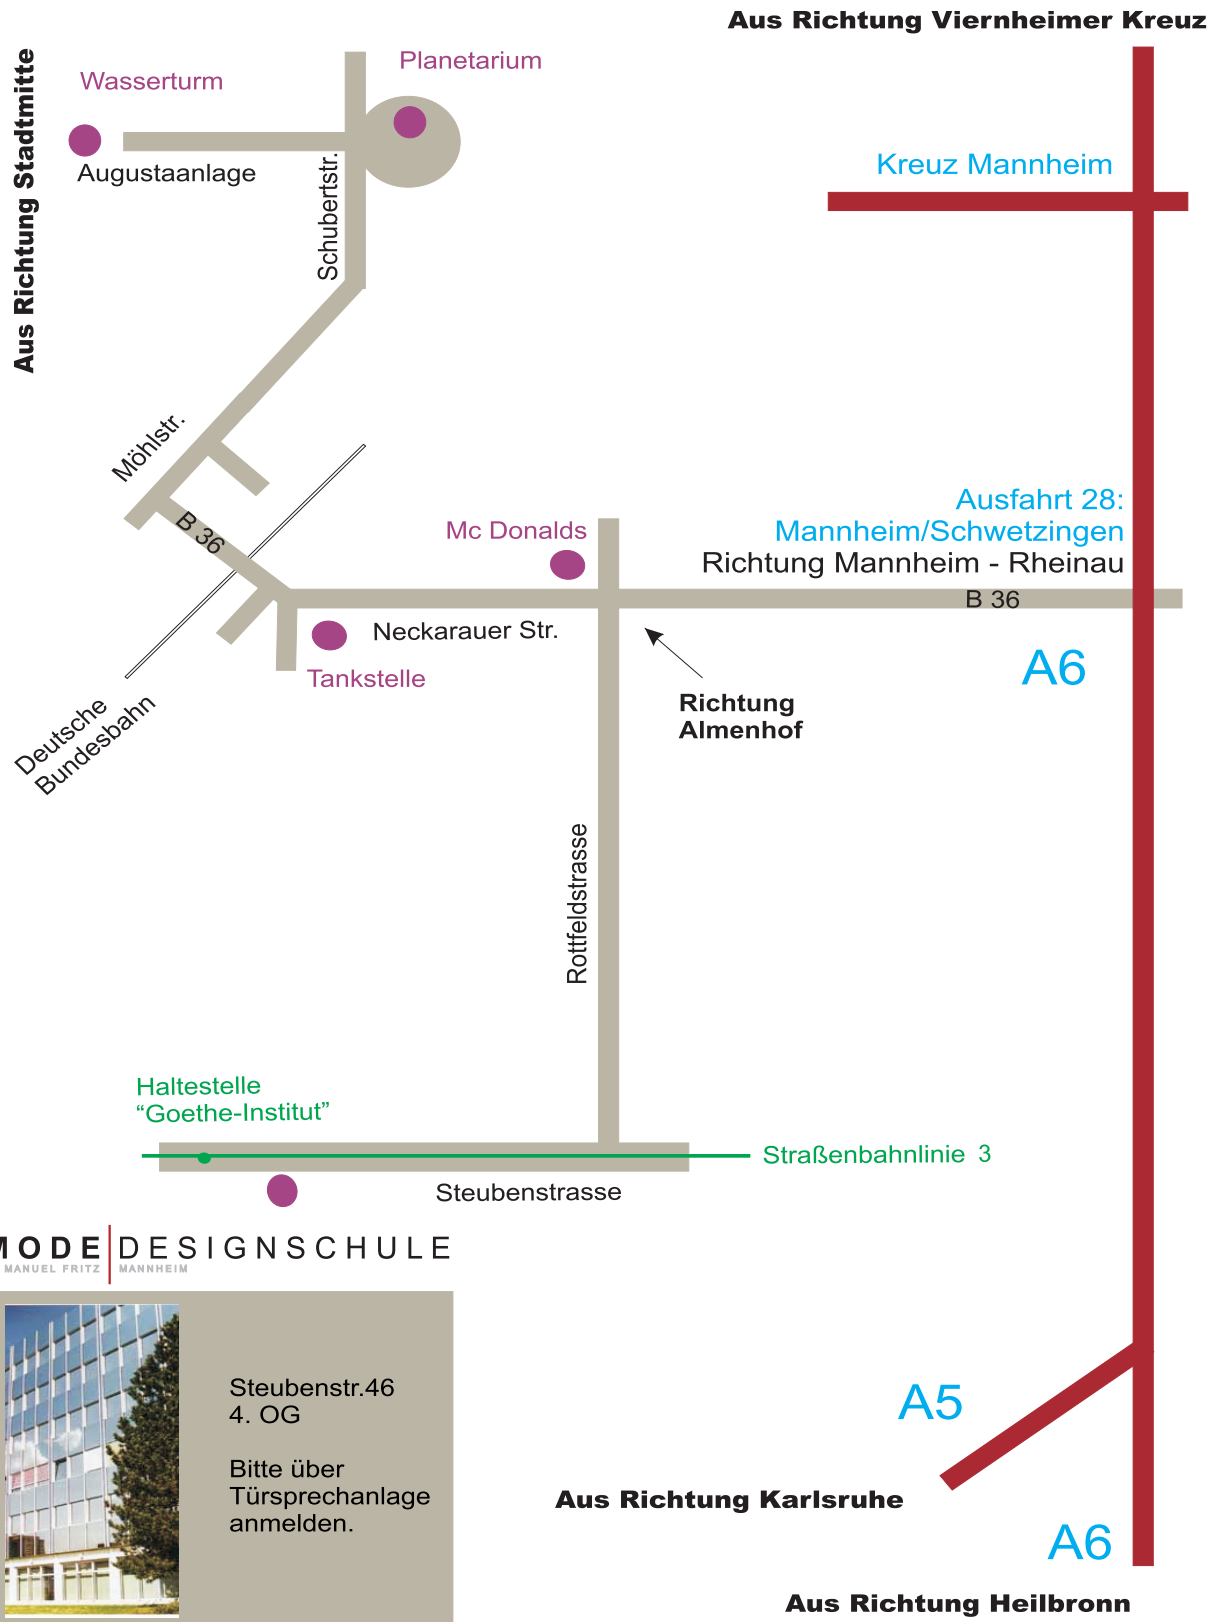 Aus Richtung Viernheimer Kreuz
Aus Richtung Stadtmitte
Wasserturm
Planetarium
Augustaanlage
Schubertstr.
Kreuz Mannheim
Möhlstr.
B 36
Mc Donalds
Ausfahrt 28:
Mannheim/Schwetzingen
Richtung Mannheim - Rheinau
B 36
Neckarauer Str.
Tankstelle
A6
Richtung
Almenhof
Deutsche
Bundesbahn
Rottfeldstrasse
Haltestelle
“Goethe-Institut”
Straßenbahnlinie 3
Steubenstrasse
MODE DESIGNSCHULE
MANUEL FRITZ MANNHEIM
Steubenstr.46
4. OG
Bitte über
Türsprechanlage
anmelden.
A5
Aus Richtung Karlsruhe
A6
Aus Richtung Heilbronn